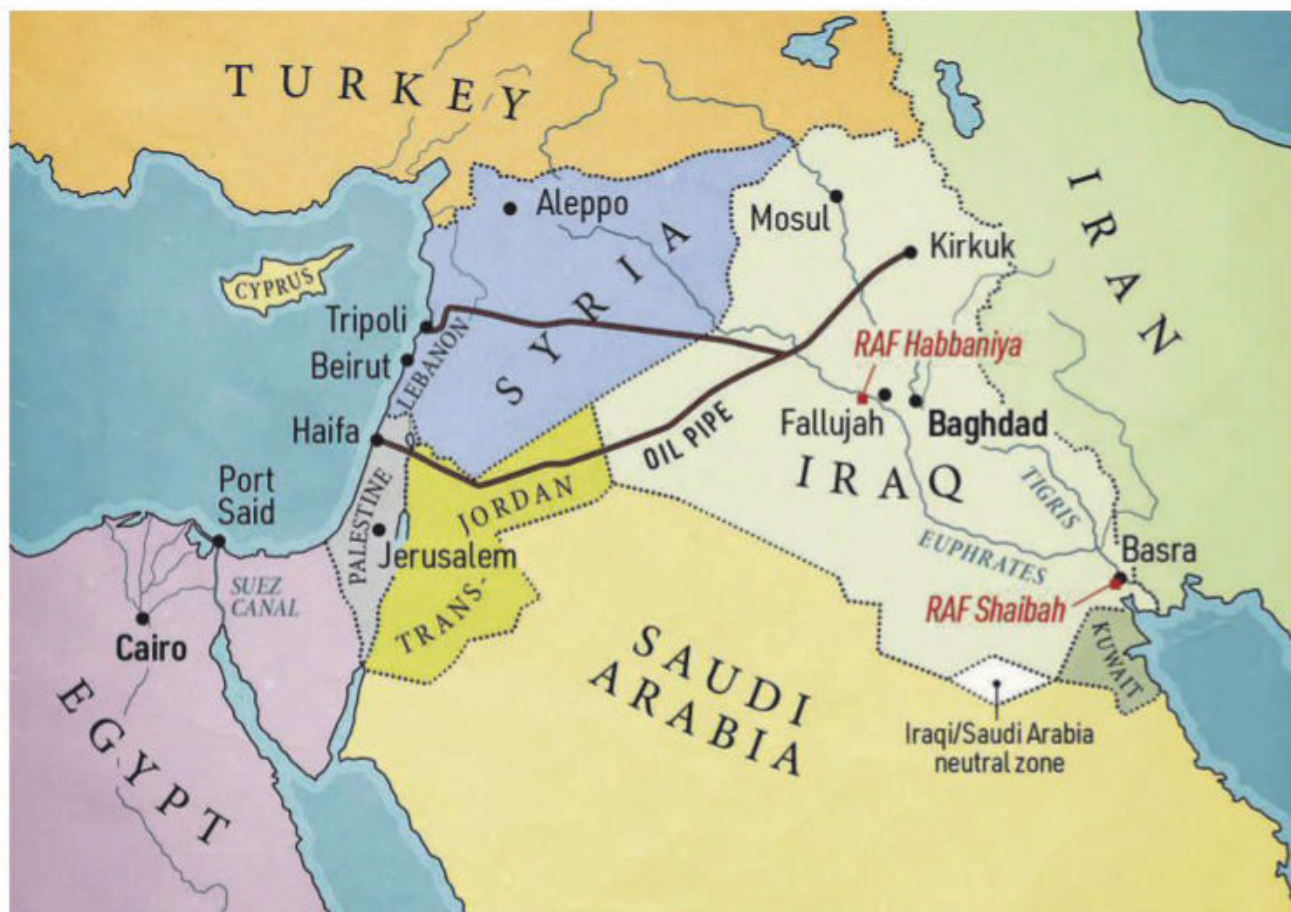 TURKEY
Aleppo
Mosul
Kirkuk
IRAN
CYPRUS
SYRIA
Tripoli
Beirut
LEBANON
RAF Habbaniya
Haifa
OIL PIPE
Fallujah
Baghdad
IRAQ
Port
Said
PALESTINE
JORDAN
TIGRIS
Jerusalem
EUPHRATES
Basra
SUEZ
CANAL
TRANS-
RAF Shaibah
Cairo
KUWAIT
SAUDI
ARABIA
EGYPT
Iraqi/Saudi Arabia
neutral zone